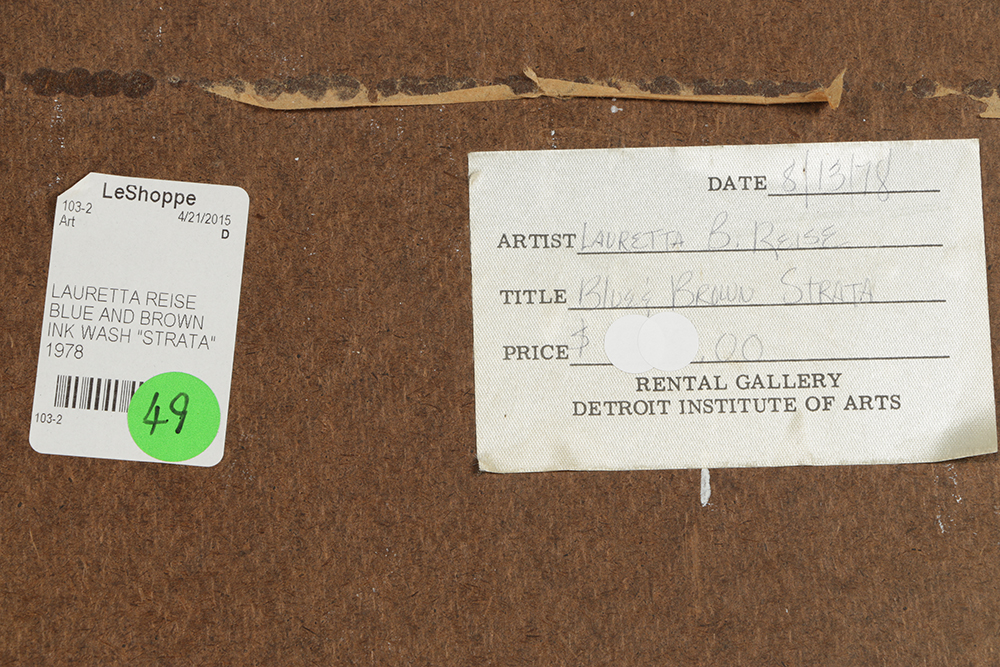 LeShoppe
103-2 4/21/2015
Art D
LAURETTA REISE
BLUE AND BROWN
INK WASH "STRATA"
1978
103-2
49
DATE 8/13/78
ARTIST LAURETTA B. REISE
TITLE Blue & BROWN STRATA
PRICE $ .00
RENTAL GALLERY
DETROIT INSTITUTE OF ARTS